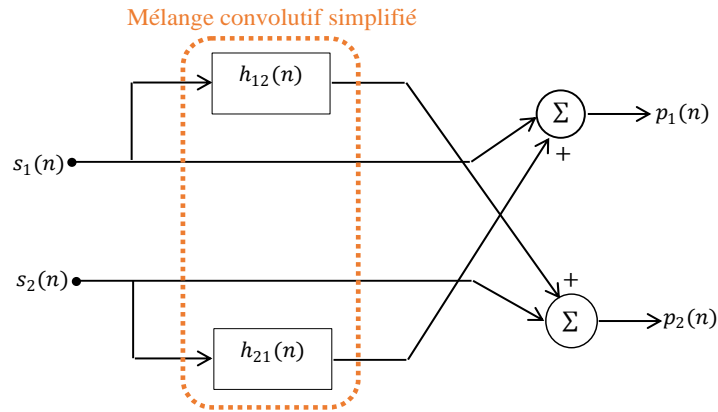 Mélange convolutif simplifié
h₁₂(n)
Σ
p₁(n)
+
s₁(n)
s₂(n)
+
Σ
p₂(n)
h₂₁(n)